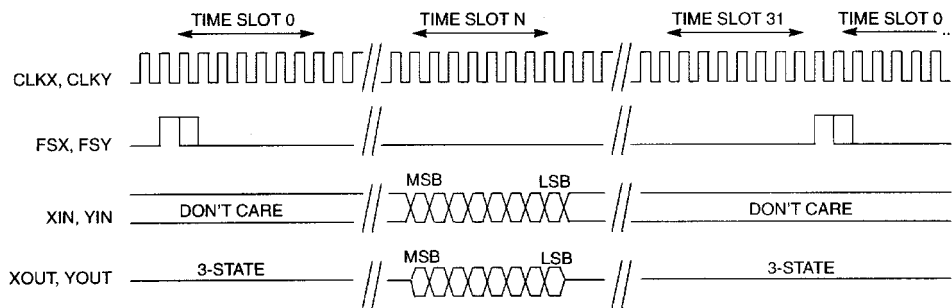 TIME SLOT 0 TIME SLOT N TIME SLOT 31 TIME SLOT 0 ..
CLKX, CLKY
FSX, FSY
MSB LSB
XIN, YIN DON'T CARE DON'T CARE
MSB LSB
XOUT, YOUT 3-STATE 3-STATE